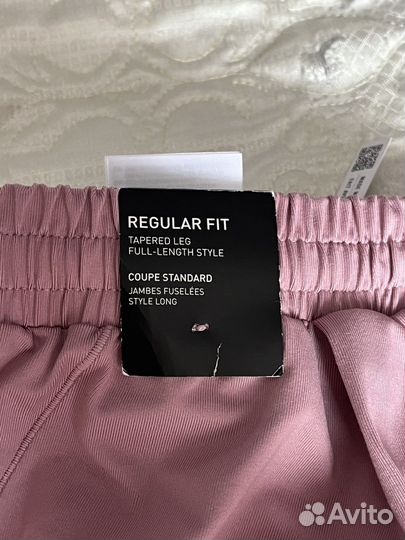 REGULAR FIT
TAPERED LEG
FULL-LENGTH STYLE
COUPE STANDARD
JAMBES FUSELÉES
STYLE LONG
Avito